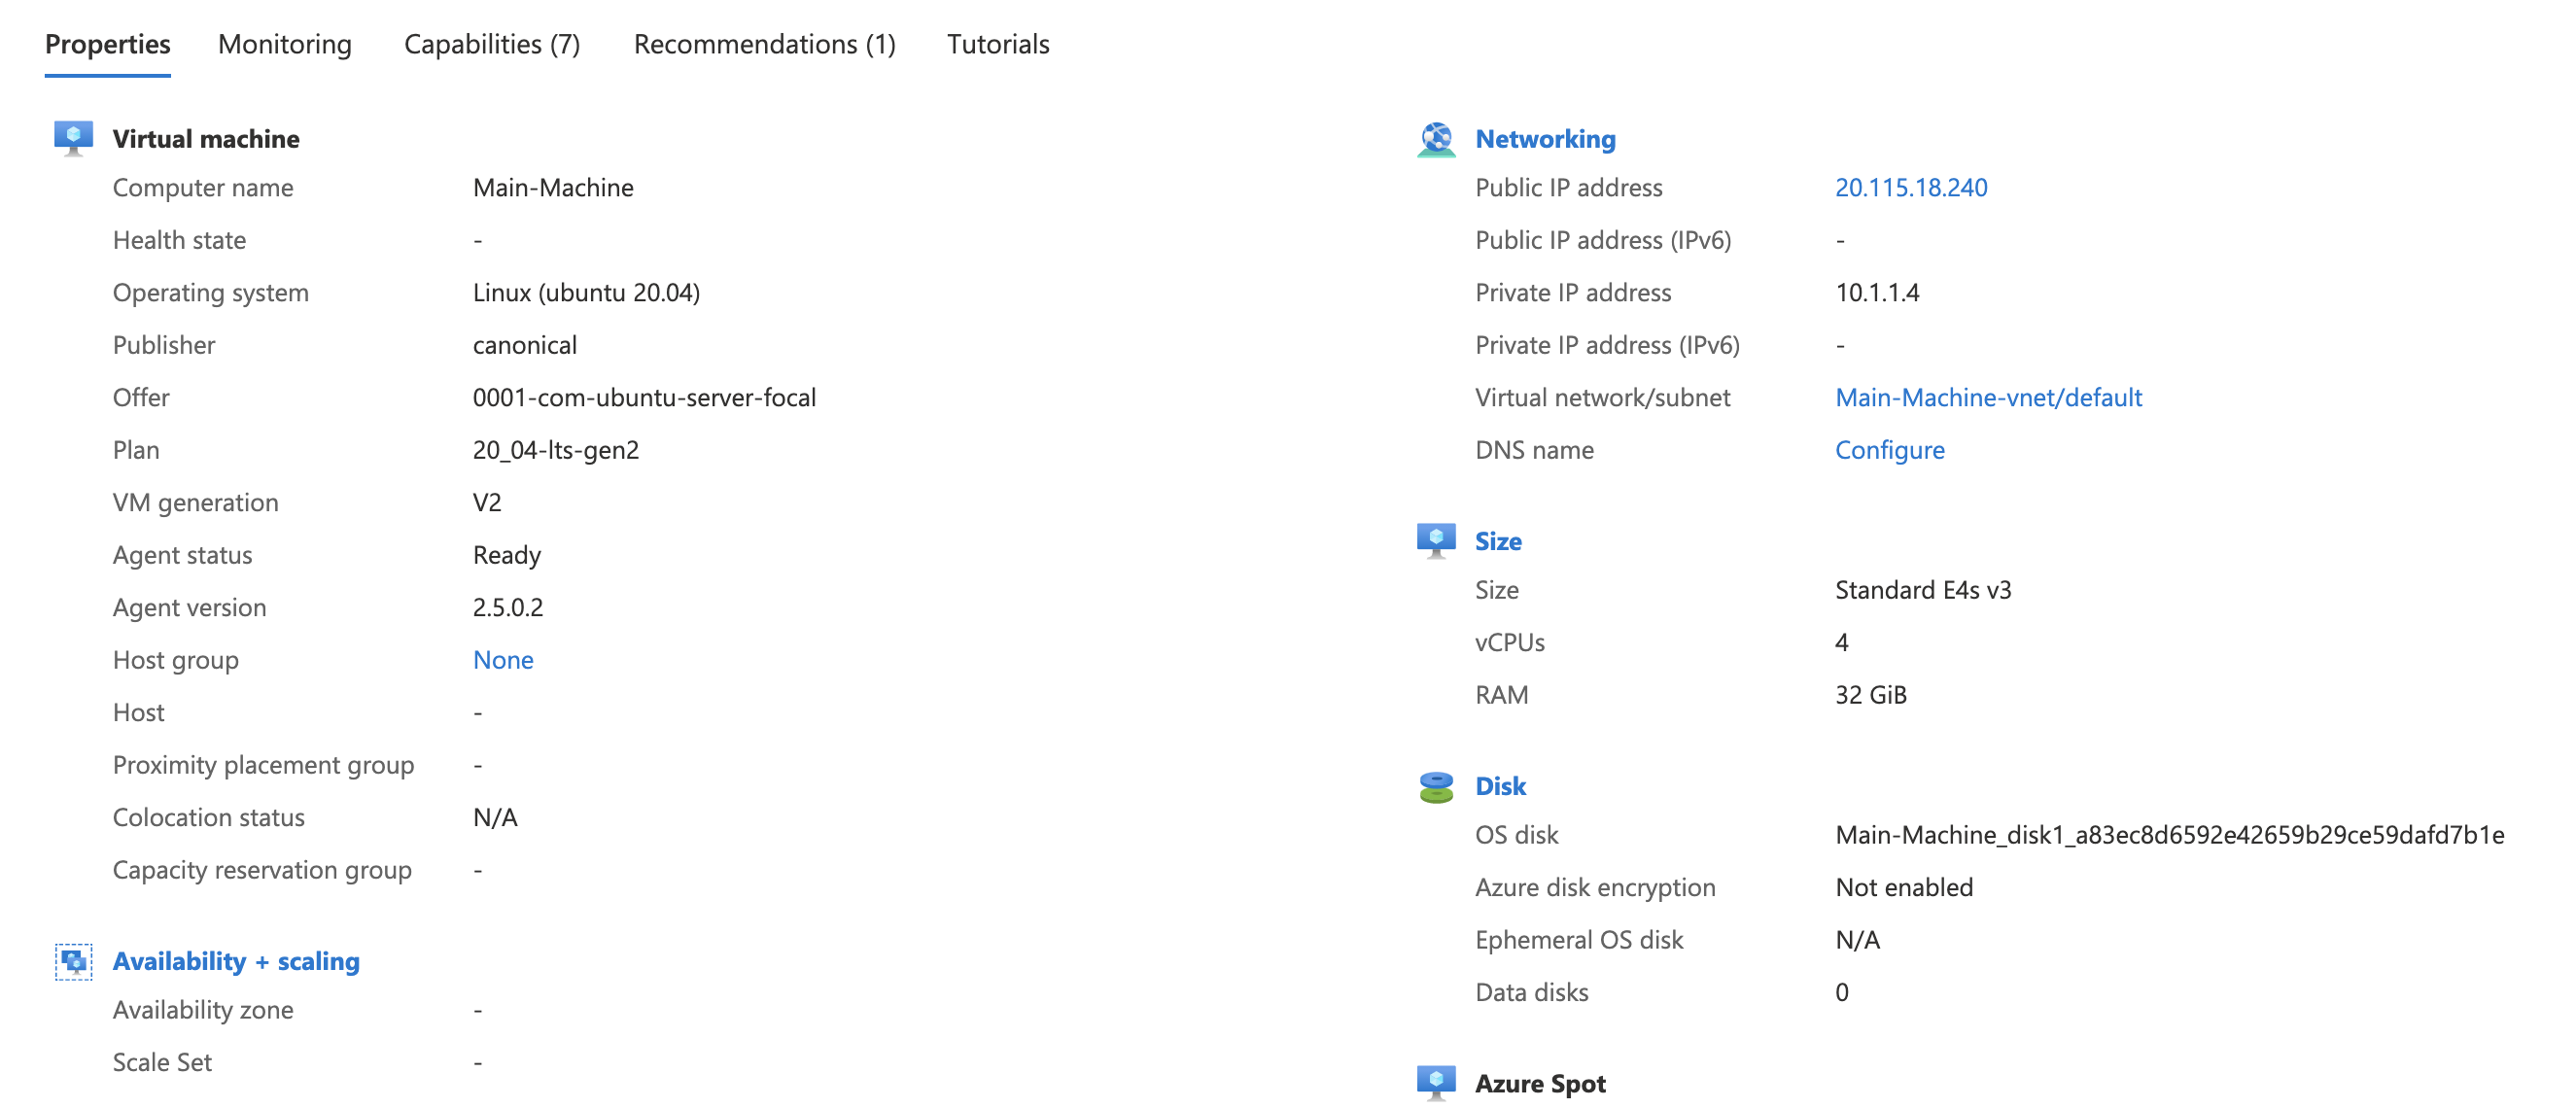 Properties Monitoring Capabilities (7) Recommendations (1) Tutorials
Virtual machine
Computer name Main-Machine
Health state -
Operating system Linux (ubuntu 20.04)
Publisher canonical
Offer 0001-com-ubuntu-server-focal
Plan 20_04-lts-gen2
VM generation V2
Agent status Ready
Agent version 2.5.0.2
Host group None
Host -
Proximity placement group -
Colocation status N/A
Capacity reservation group -
Availability + scaling
Availability zone -
Scale Set -
Networking
Public IP address 20.115.18.240
Public IP address (IPv6) -
Private IP address 10.1.1.4
Private IP address (IPv6) -
Virtual network/subnet Main-Machine-vnet/default
DNS name Configure
Size
Size Standard E4s v3
vCPUs 4
RAM 32 GiB
Disk
OS disk Main-Machine_disk1_a83ec8d6592e42659b29ce59dafd7b1e
Azure disk encryption Not enabled
Ephemeral OS disk N/A
Data disks 0
Azure Spot